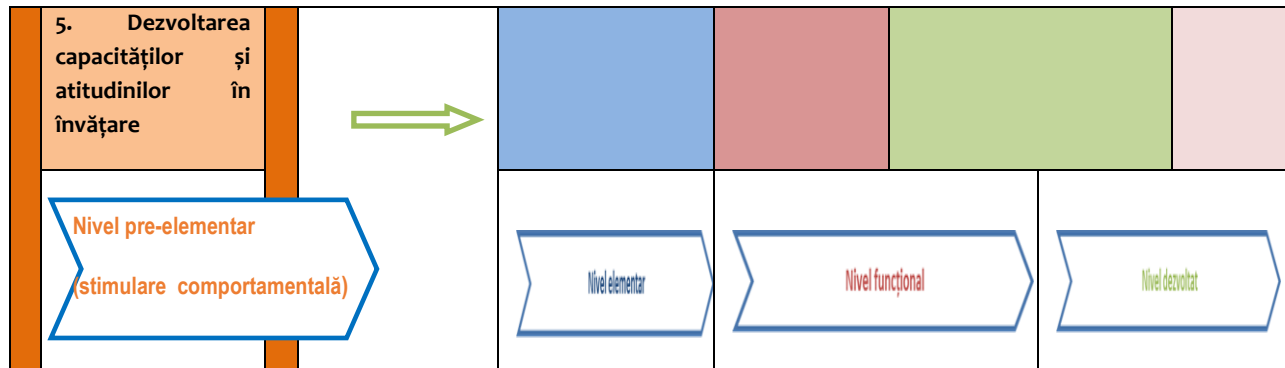 5. Dezvoltarea
capacităților și
atitudinilor în
învățare
Nivel pre-elementar
(stimulare comportamentală)
Nivel elementar
Nivel funcțional
Nivel dezvoltat